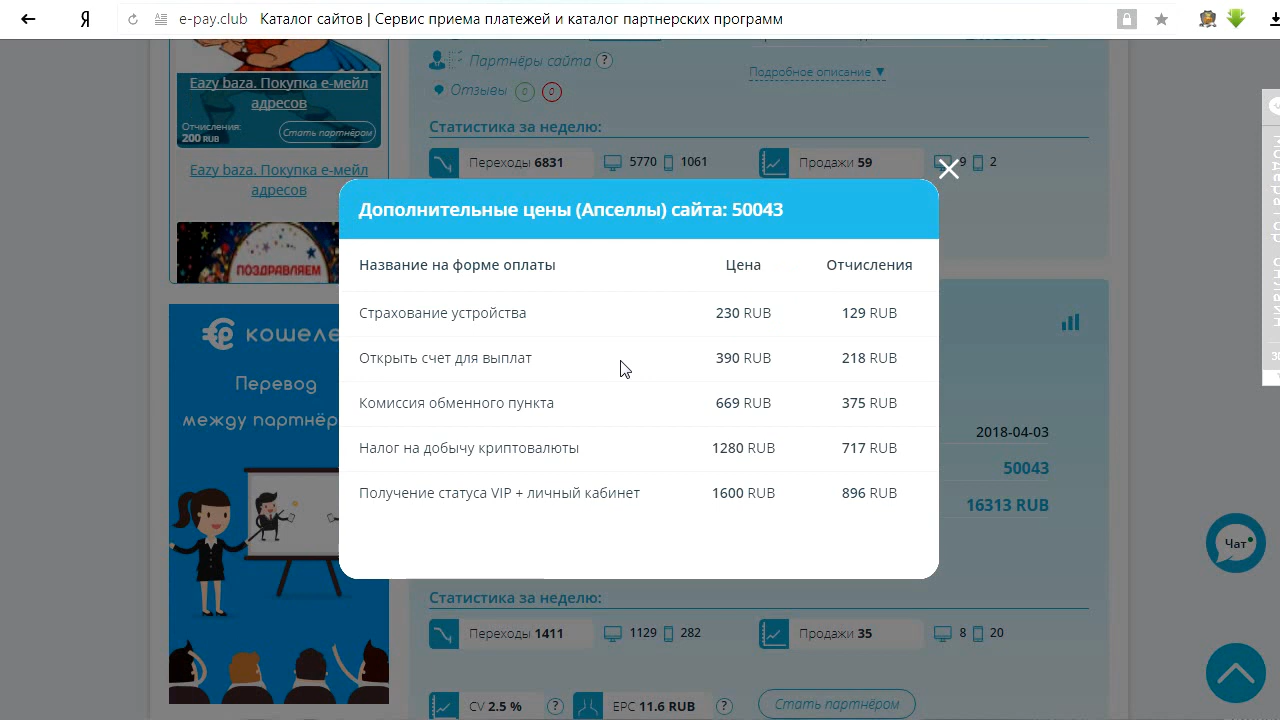 Я
e-pay.club Каталог сайтов | Сервис приема платежей и каталог партнерских программ
Eazy baza. Покупка е-мейл
адресов
Отчисления:
200 RUB
Стать партнёром
Eazy baza. Покупка е-мейл
адресов
ПОЗДРАВЛЯЕМ
кошеле
Перевод
между партнёр
Партнёры сайта ?
Подробное описание ▼
Отзывы 0 0
Статистика за неделю:
Переходы 6831 5770 1061 Продажи 59 9 2
Дополнительные цены (Апселлы) сайта: 50043
Название на форме оплаты Цена Отчисления
Страхование устройства 230 RUB 129 RUB
Открыть счет для выплат 390 RUB 218 RUB
Комиссия обменного пункта 669 RUB 375 RUB
Налог на добычу криптовалюты 1280 RUB 717 RUB
Получение статуса VIP + личный кабинет 1600 RUB 896 RUB
2018-04-03
50043
16313 RUB
Чат
Статистика за неделю:
Переходы 1411 1129 282 Продажи 35 8 20
CV 2.5 % ? EPC 11.6 RUB ? Стать партнёром